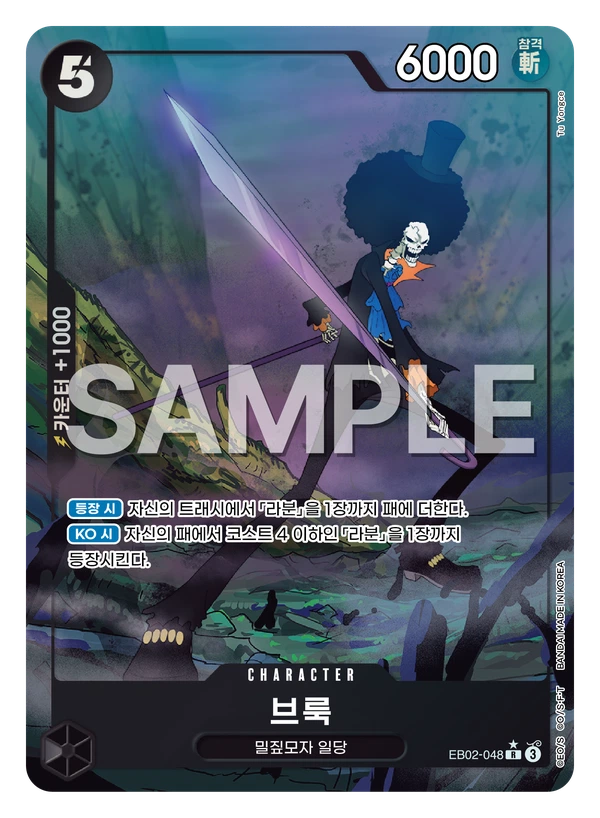 5
6000
참격
斬
Tu Yongce
카운터 +1000
SAMPLE
등장 시 자신의 트래시에서 「라분」을 1장까지 패에 더한다.
KO 시 자신의 패에서 코스트 4 이하인 「라분」을 1장까지
등장시킨다.
CHARACTER
브룩
밀짚모자 일당
EB02-048 ★ R 3
©EO/S ©O/S·F·T BANDAI MADE IN KOREA